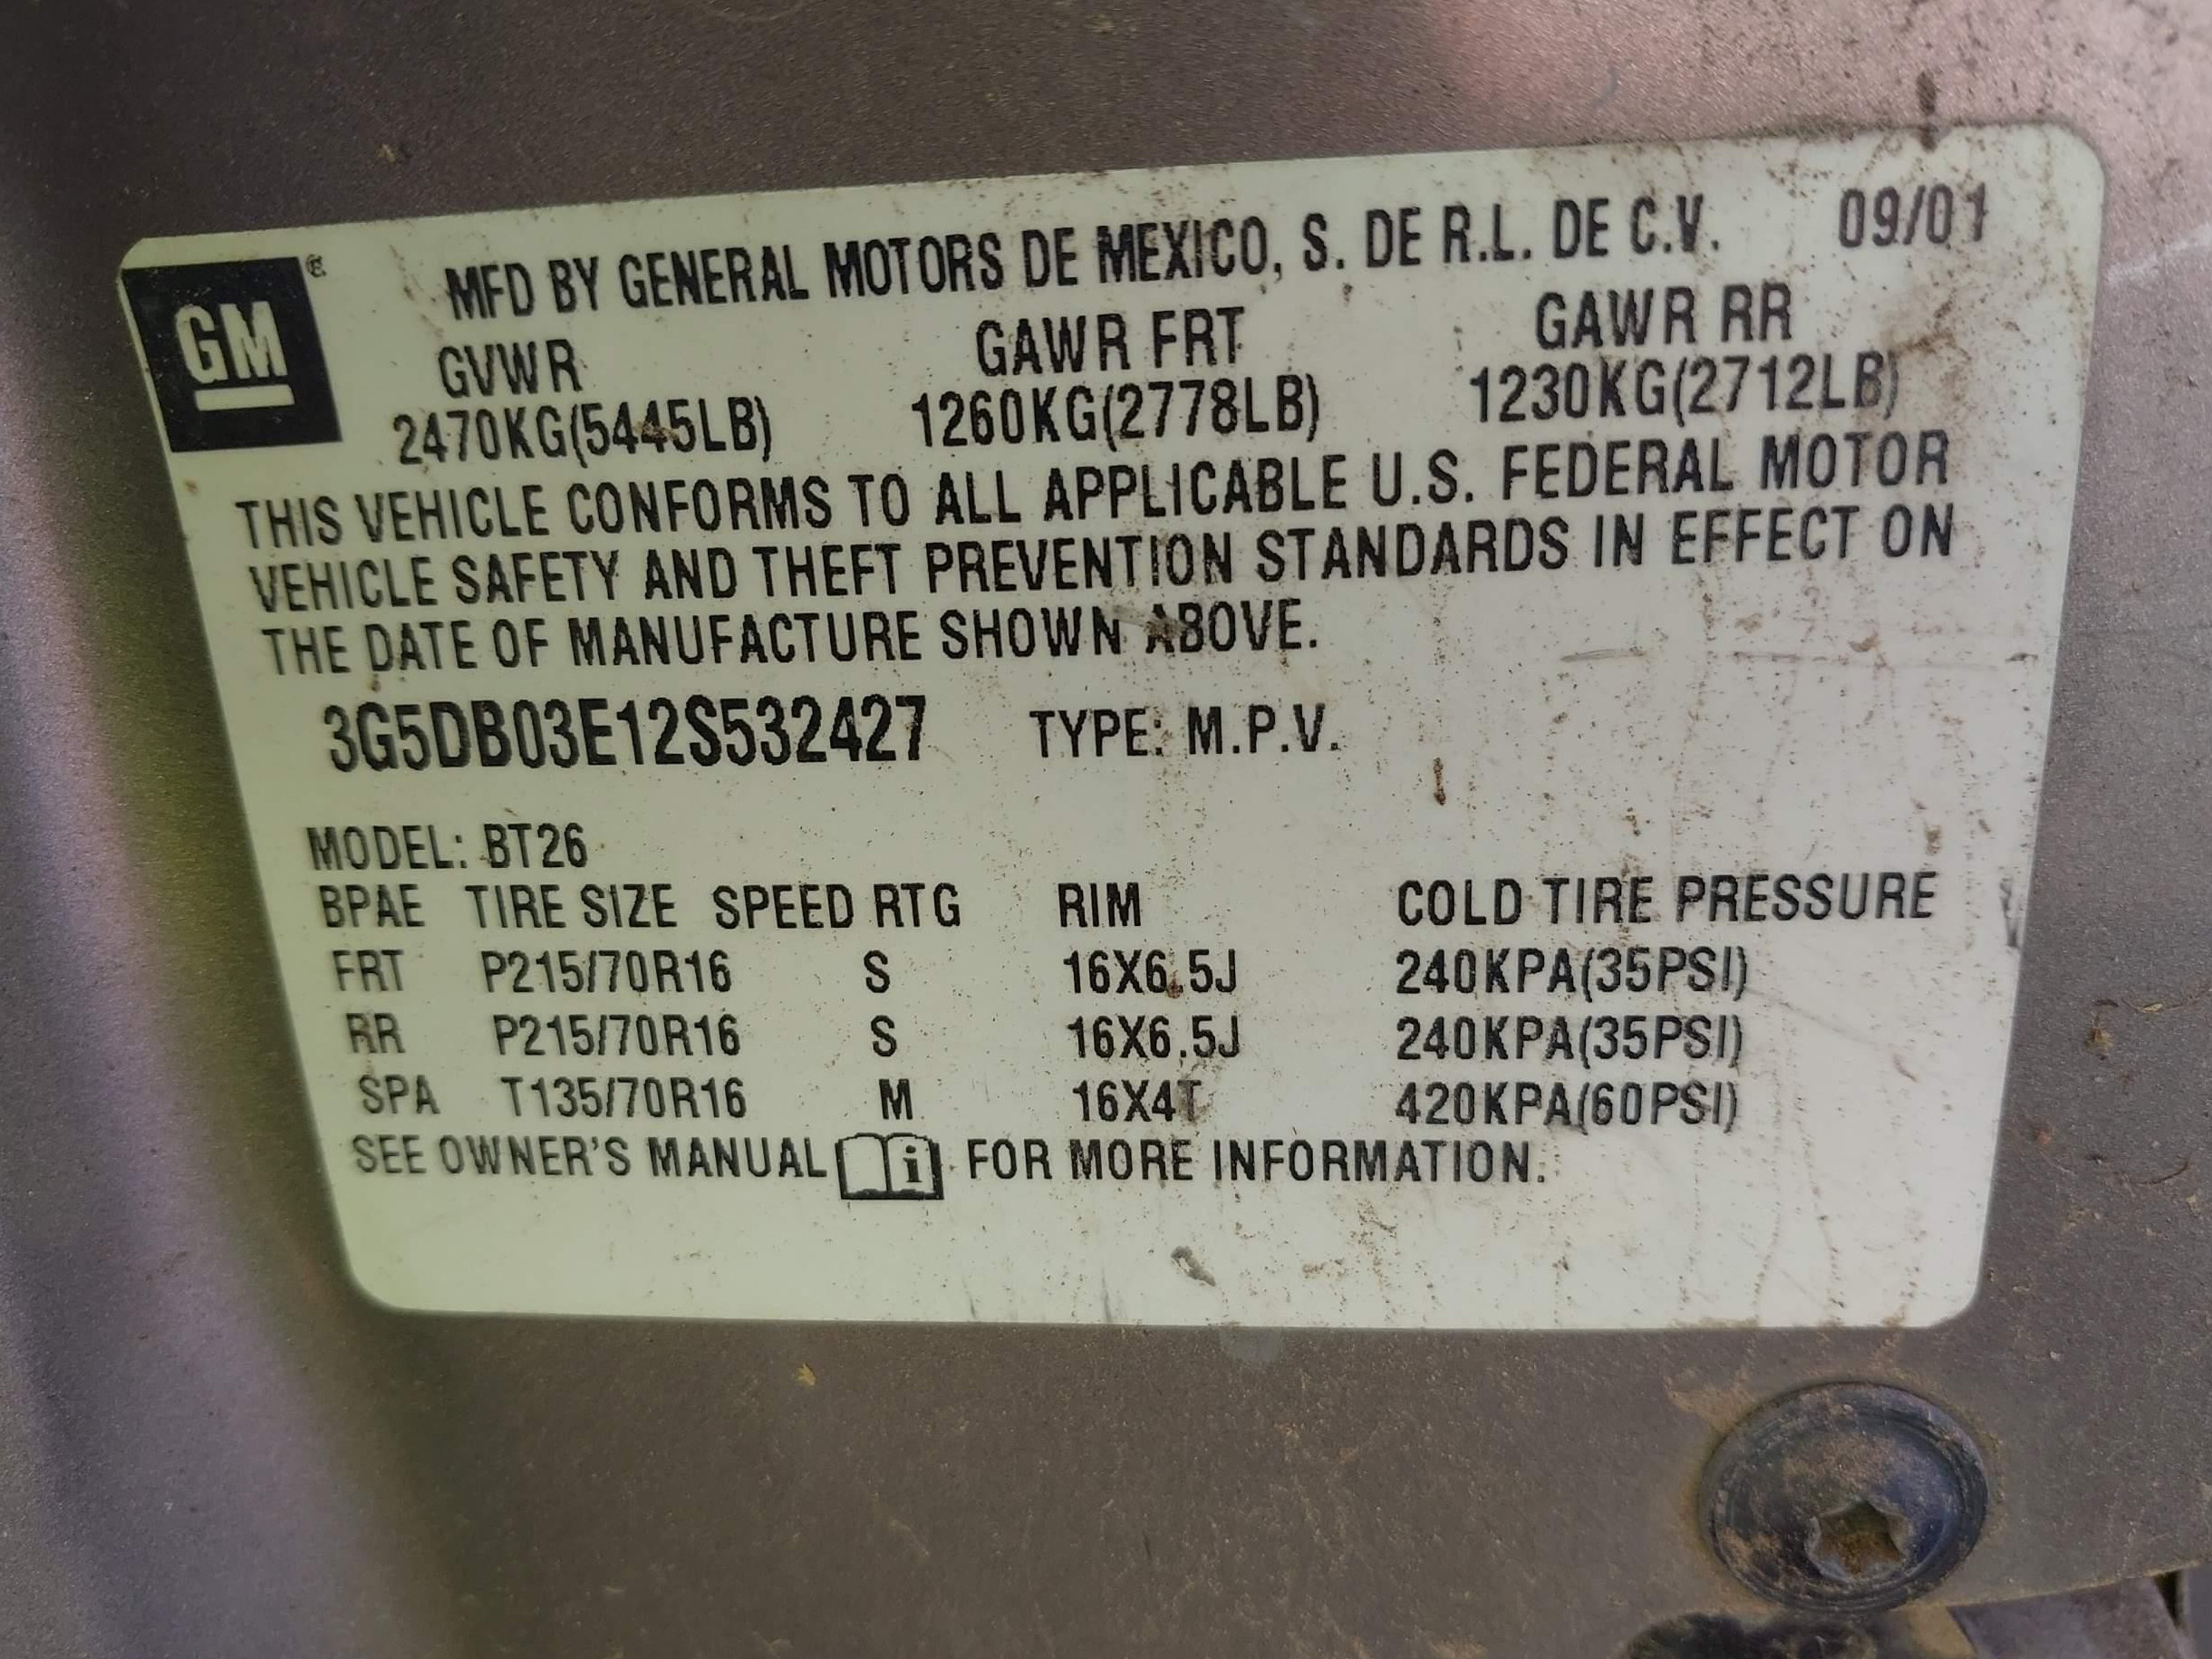 GM ®
MFD BY GENERAL MOTORS DE MEXICO, S. DE R.L. DE C.V. 09/01
GVWR GAWR FRT GAWR RR
2470KG(5445LB) 1260KG(2778LB) 1230KG(2712LB)
THIS VEHICLE CONFORMS TO ALL APPLICABLE U.S. FEDERAL MOTOR
VEHICLE SAFETY AND THEFT PREVENTION STANDARDS IN EFFECT ON
THE DATE OF MANUFACTURE SHOWN ABOVE.
3G5DB03E12S532427 TYPE: M.P.V.
MODEL: BT26
BPAE TIRE SIZE SPEED RTG RIM COLD TIRE PRESSURE
FRT P215/70R16 S 16X6.5J 240KPA(35PSI)
RR P215/70R16 S 16X6.5J 240KPA(35PSI)
SPA T135/70R16 M 16X4T 420KPA(60PSI)
SEE OWNER'S MANUAL i FOR MORE INFORMATION.